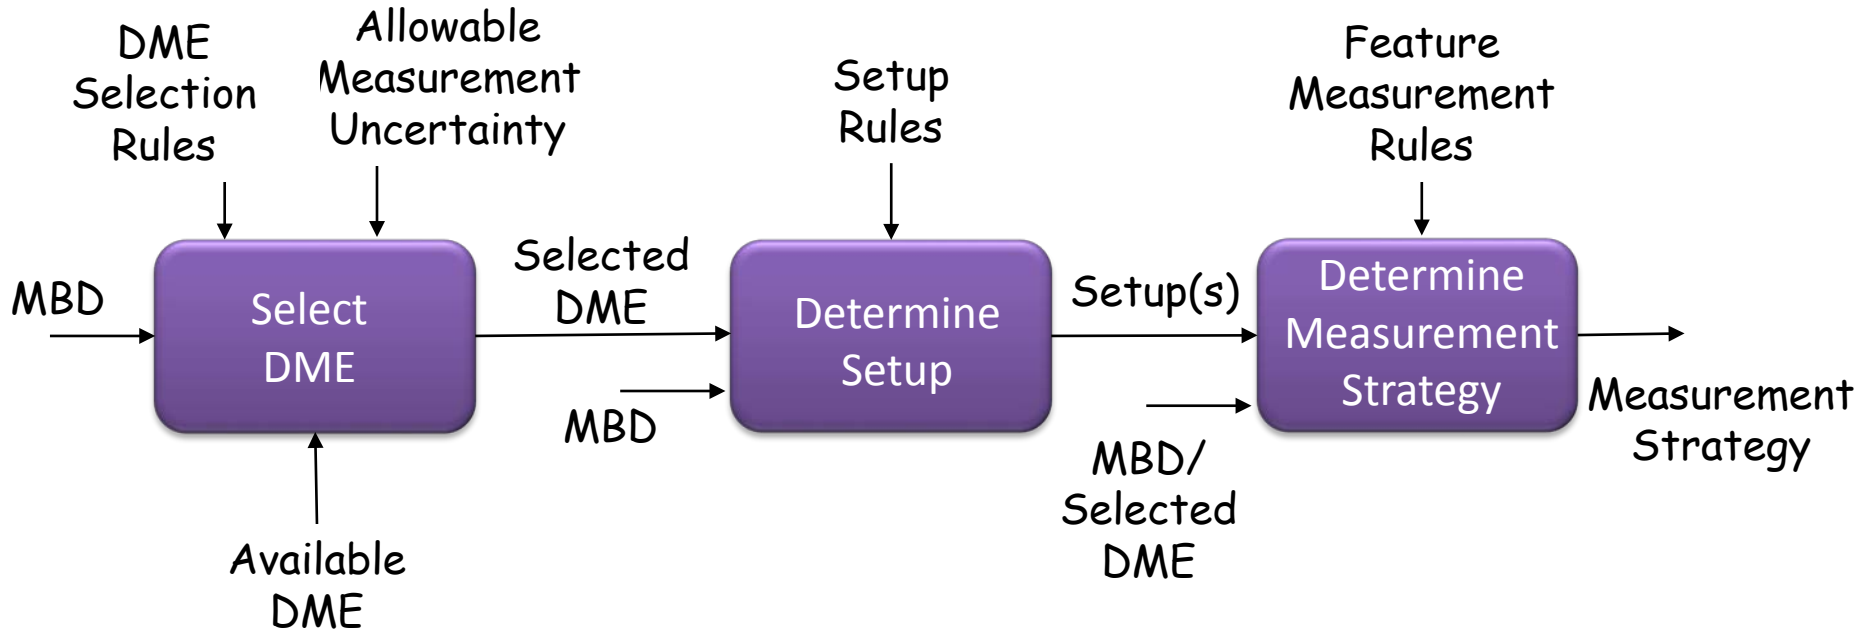 DME
Selection
Rules
Allowable
Measurement
Uncertainty
Setup
Rules
Feature
Measurement
Rules
MBD
Select
DME
Selected
DME
MBD
Determine
Setup
Setup(s)
MBD/
Selected
DME
Determine
Measurement
Strategy
Measurement
Strategy
Available
DME